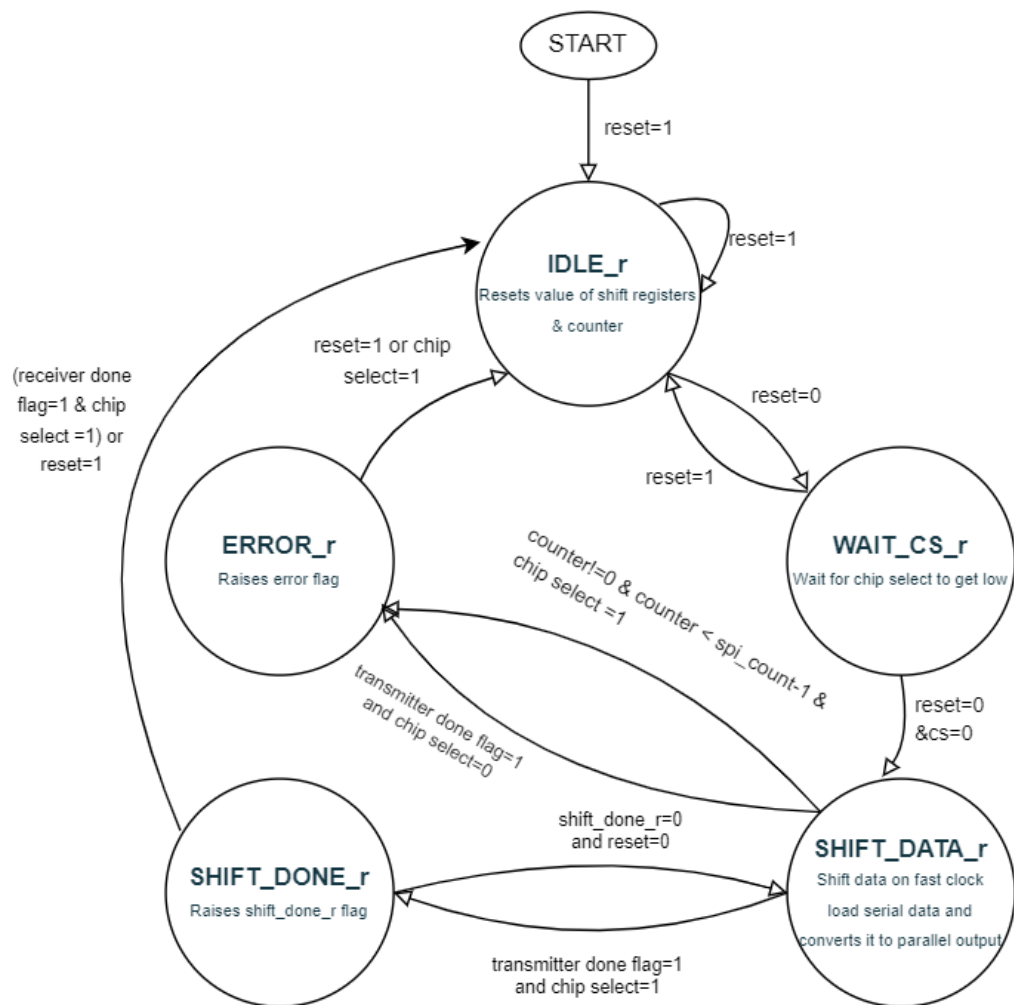 START
reset=1
IDLE_r
Resets value of shift registers
& counter
reset=1
reset=1 or chip
select=1
(receiver done
flag=1 & chip
select =1) or
reset=1
reset=0
reset=1
ERROR_r
Raises error flag
WAIT_CS_r
Wait for chip select to get low
counter!=0 & counter < spi_count-1 &
chip select =1
transmitter done flag=1
and chip select=0
reset=0
&cs=0
shift_done_r=0
and reset=0
SHIFT_DONE_r
Raises shift_done_r flag
SHIFT_DATA_r
Shift data on fast clock
load serial data and
converts it to parallel output
transmitter done flag=1
and chip select=1